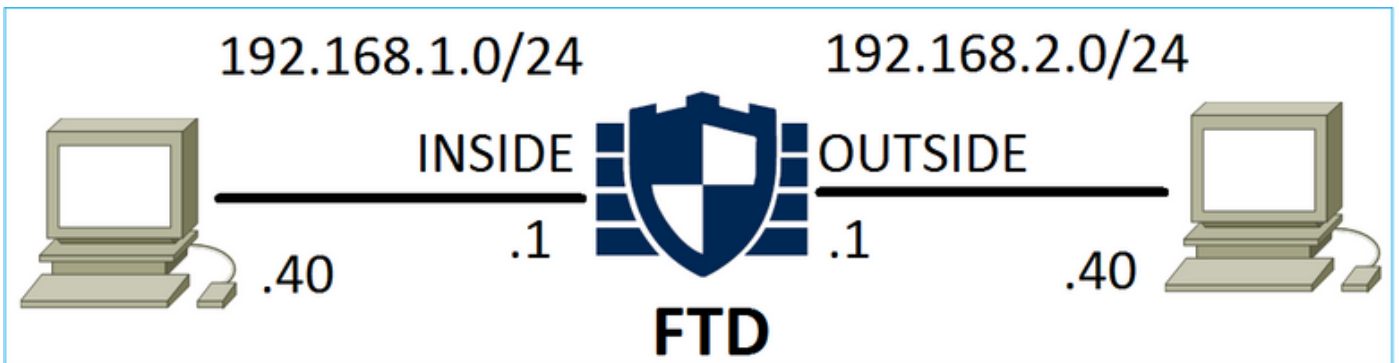 192.168.1.0/24
192.168.2.0/24
INSIDE
OUTSIDE
.40
.1
.1
.40
FTD